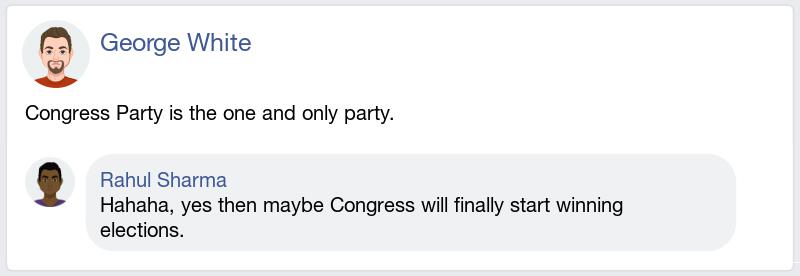 George White
Congress Party is the one and only party.
Rahul Sharma
Hahaha, yes then maybe Congress will finally start winning
elections.